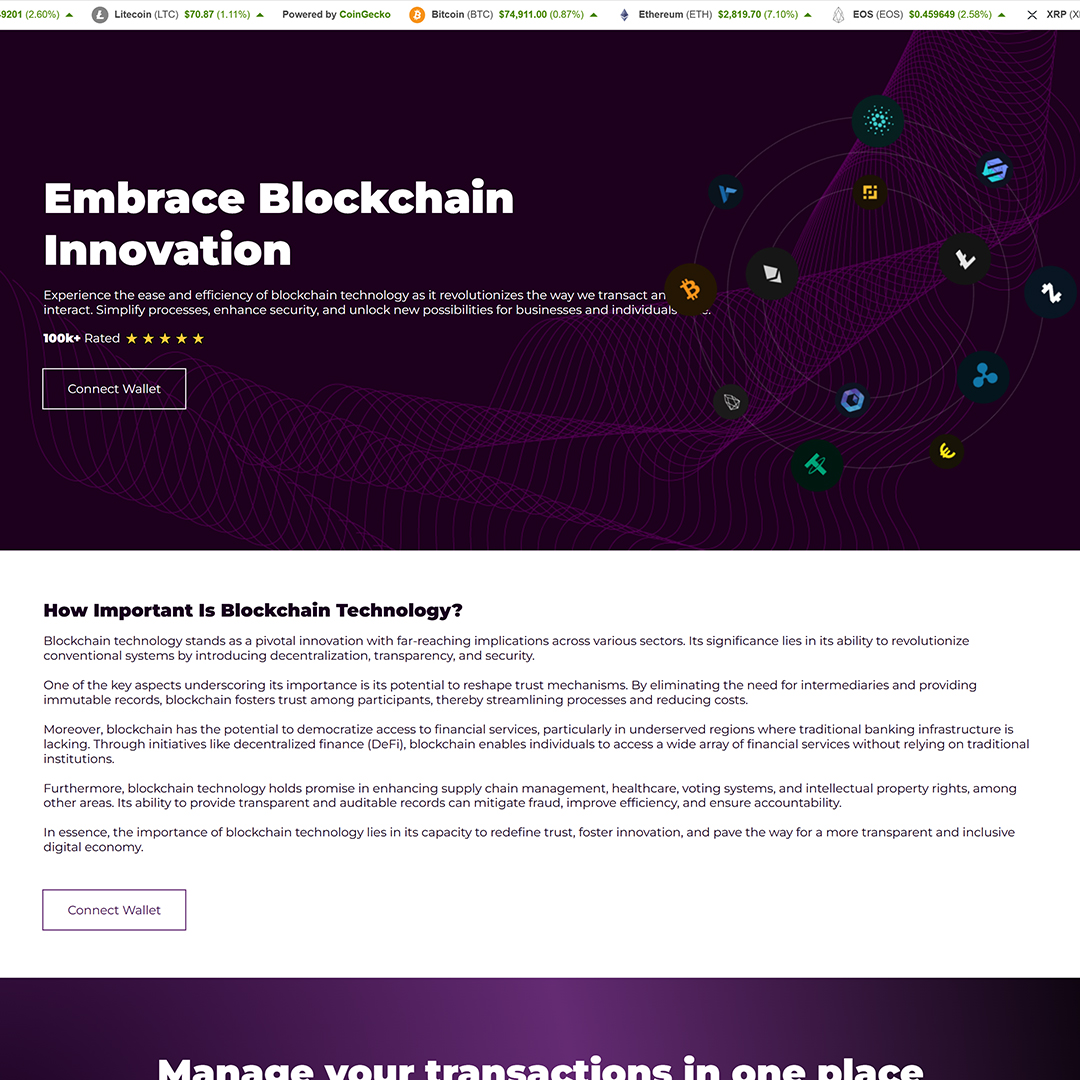 9201 (2.60%) Litecoin (LTC) $70.87 (1.11%) Powered by CoinGecko Bitcoin (BTC) $74,911.00 (0.87%) Ethereum (ETH) $2,819.70 (7.10%) EOS (EOS) $0.459649 (2.58%) XRP
Embrace Blockchain
Innovation
Experience the ease and efficiency of blockchain technology as it revolutionizes the way we transact
interact. Simplify processes, enhance security, and unlock new possibilities for businesses and individuals
100k+ Rated ★ ★ ★ ★ ★
Connect Wallet
How Important Is Blockchain Technology?
Blockchain technology stands as a pivotal innovation with far-reaching implications across various sectors. Its significance lies in its ability to revolutionize
conventional systems by introducing decentralization, transparency, and security.
One of the key aspects underscoring its importance is its potential to reshape trust mechanisms. By eliminating the need for intermediaries and providing
immutable records, blockchain fosters trust among participants, thereby streamlining processes and reducing costs.
Moreover, blockchain has the potential to democratize access to financial services, particularly in underserved regions where traditional banking infrastructure is
lacking. Through initiatives like decentralized finance (DeFi), blockchain enables individuals to access a wide array of financial services without relying on traditional
institutions.
Furthermore, blockchain technology holds promise in enhancing supply chain management, healthcare, voting systems, and intellectual property rights, among
other areas. Its ability to provide transparent and auditable records can mitigate fraud, improve efficiency, and ensure accountability.
In essence, the importance of blockchain technology lies in its capacity to redefine trust, foster innovation, and pave the way for a more transparent and inclusive
digital economy.
Connect Wallet
Manage your transactions in one place